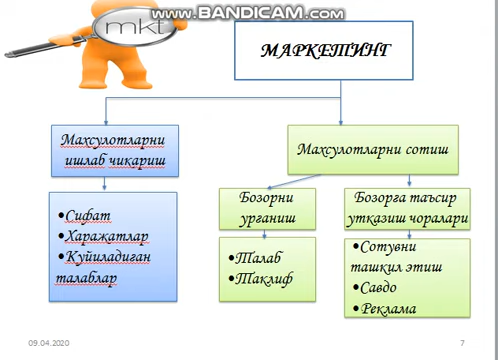 www.BANDICAM.com
mkt
МАРКЕТИНГ
Махсулотларни
ишлаб чиқариш
Махсулотларни сотиш
•Сифат
•Харажатлар
•Куйиладиган
талаблар
Бозорни
урганиш
Бозорга таъсир
утказиш чоралари
•Талаб
•Таклиф
•Сотувни
ташкил этиш
•Савдо
•Реклама
09.04.2020
7